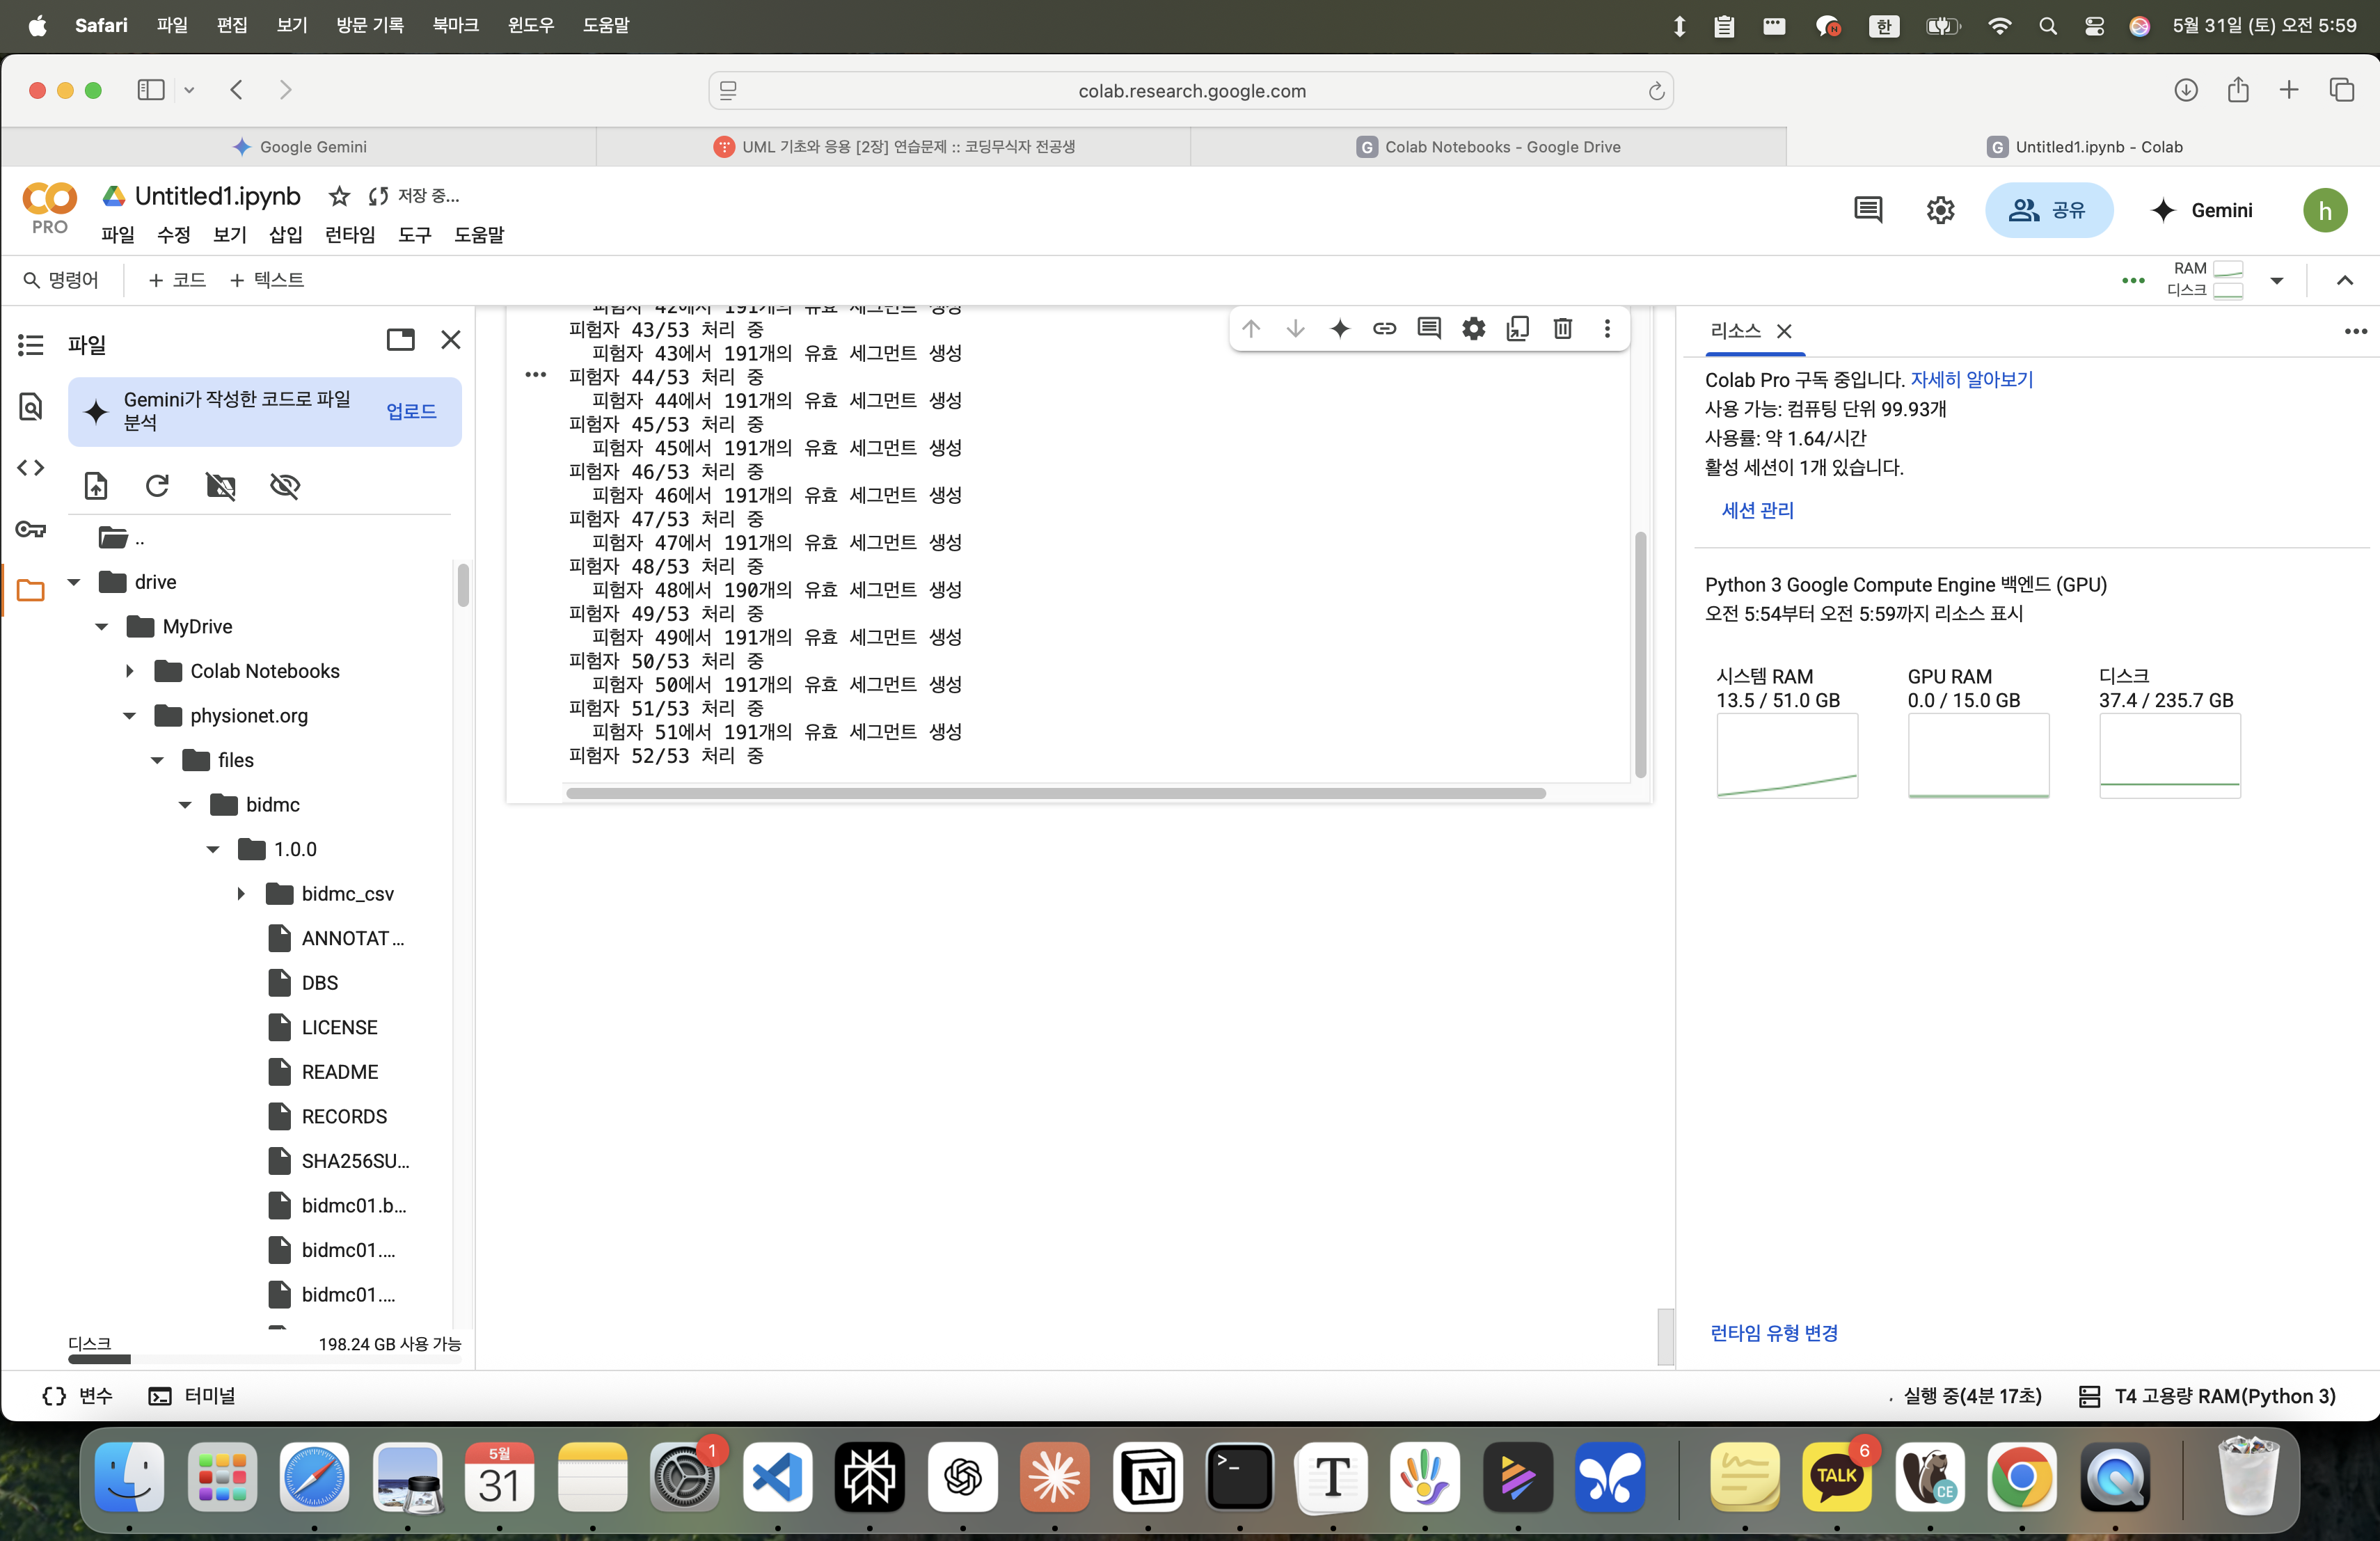 Safari 파일 편집 보기 방문 기록 북마크 윈도우 도움말
한
5월 31일 (토) 오전 5:59
colab.research.google.com
Google Gemini
UML 기초와 응용 [2장] 연습문제 :: 코딩무식자 전공생
G Colab Notebooks - Google Drive
G Untitled1.ipynb - Colab
PRO
Untitled1.ipynb
저장 중...
파일 수정 보기 삽입 런타임 도구 도움말
공유
Gemini
h
명령어
+ 코드 + 텍스트
RAM
디스크
파일
Gemini가 작성한 코드로 파일
분석
업로드
..
drive
MyDrive
Colab Notebooks
physionet.org
files
bidmc
1.0.0
bidmc_csv
ANNOTAT...
DBS
LICENSE
README
RECORDS
SHA256SU...
bidmc01.b...
bidmc01....
bidmc01....
디스크
198.24 GB 사용 가능
피험자 42에서 191개의 유효 세그먼트 생성
피험자 43/53 처리 중
피험자 43에서 191개의 유효 세그먼트 생성
피험자 44/53 처리 중
피험자 44에서 191개의 유효 세그먼트 생성
피험자 45/53 처리 중
피험자 45에서 191개의 유효 세그먼트 생성
피험자 46/53 처리 중
피험자 46에서 191개의 유효 세그먼트 생성
피험자 47/53 처리 중
피험자 47에서 191개의 유효 세그먼트 생성
피험자 48/53 처리 중
피험자 48에서 190개의 유효 세그먼트 생성
피험자 49/53 처리 중
피험자 49에서 191개의 유효 세그먼트 생성
피험자 50/53 처리 중
피험자 50에서 191개의 유효 세그먼트 생성
피험자 51/53 처리 중
피험자 51에서 191개의 유효 세그먼트 생성
피험자 52/53 처리 중
리소스
Colab Pro 구독 중입니다. 자세히 알아보기
사용 가능: 컴퓨팅 단위 99.93개
사용률: 약 1.64/시간
활성 세션이 1개 있습니다.
세션 관리
Python 3 Google Compute Engine 백엔드 (GPU)
오전 5:54부터 오전 5:59까지 리소스 표시
시스템 RAM
13.5 / 51.0 GB
GPU RAM
0.0 / 15.0 GB
디스크
37.4 / 235.7 GB
런타임 유형 변경
변수
터미널
실행 중(4분 17초)
T4 고용량 RAM(Python 3)
5월
31
1
N
T
TALK
6
CE